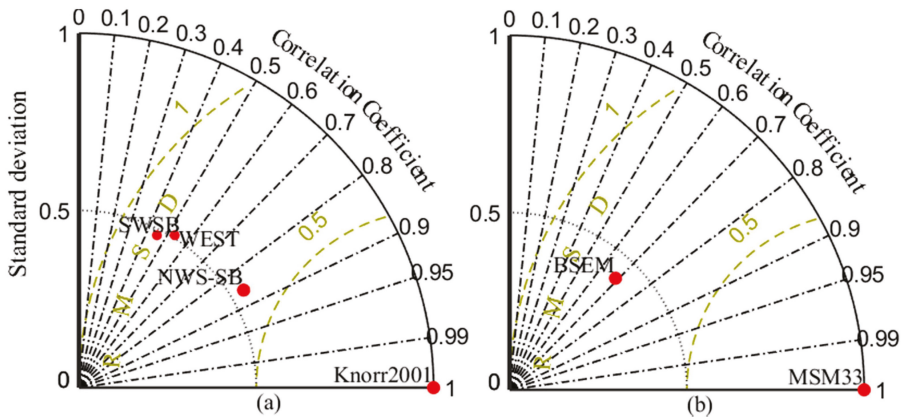 0 0.1 0.2 0.3 0.4 0.5 0.6 0.7 0.8 0.9 0.95 0.99 1
Correlation Coefficient
Standard deviation
1
0.5
0
1
0.5
RMSD
SWSB
WEST
NWS-SB
Knorr2001
(a)
0 0.1 0.2 0.3 0.4 0.5 0.6 0.7 0.8 0.9 0.95 0.99 1
Correlation Coefficient
1
0.5
0
1
0.5
RMSD
BSEM
MSM33
(b)